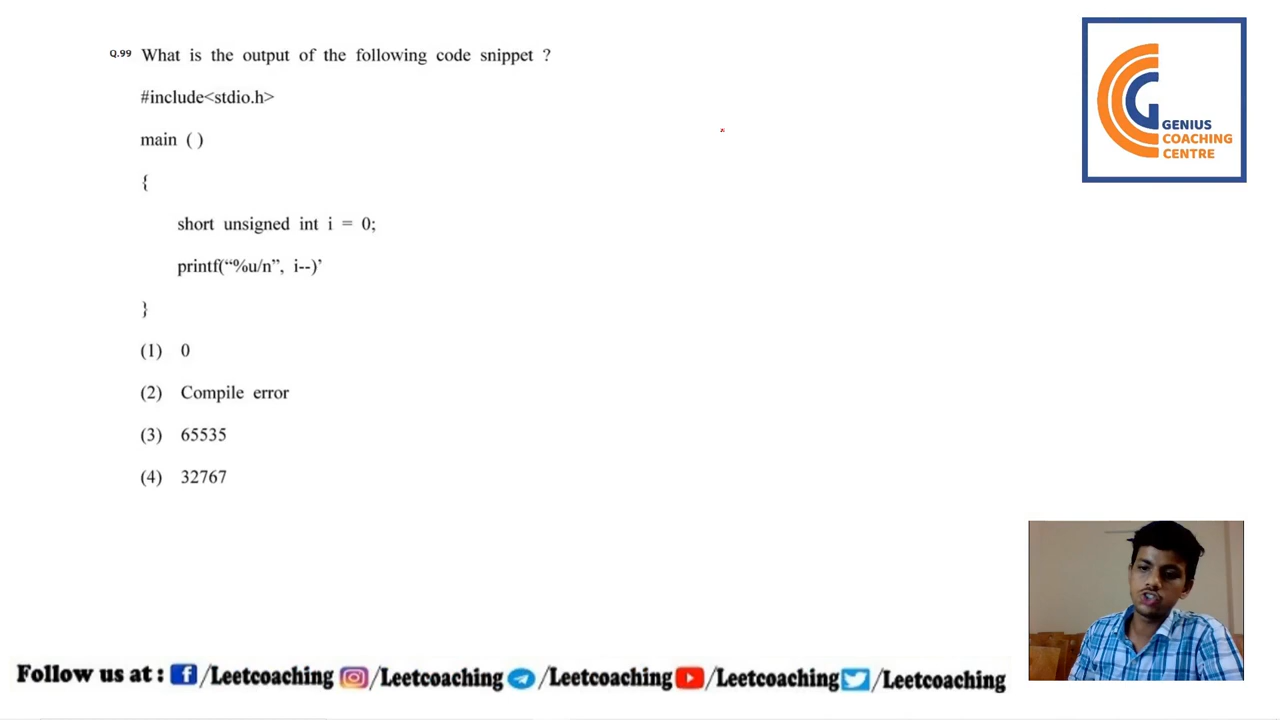 Q.99 What is the output of the following code snippet ?
#include<stdio.h>
main ( )
{
short unsigned int i = 0;
printf(“%u/n”, i--)’
}
(1) 0
(2) Compile error
(3) 65535
(4) 32767
GENIUS
COACHING
CENTRE
Follow us at : /Leetcoaching /Leetcoaching /Leetcoaching /Leetcoaching /Leetcoaching